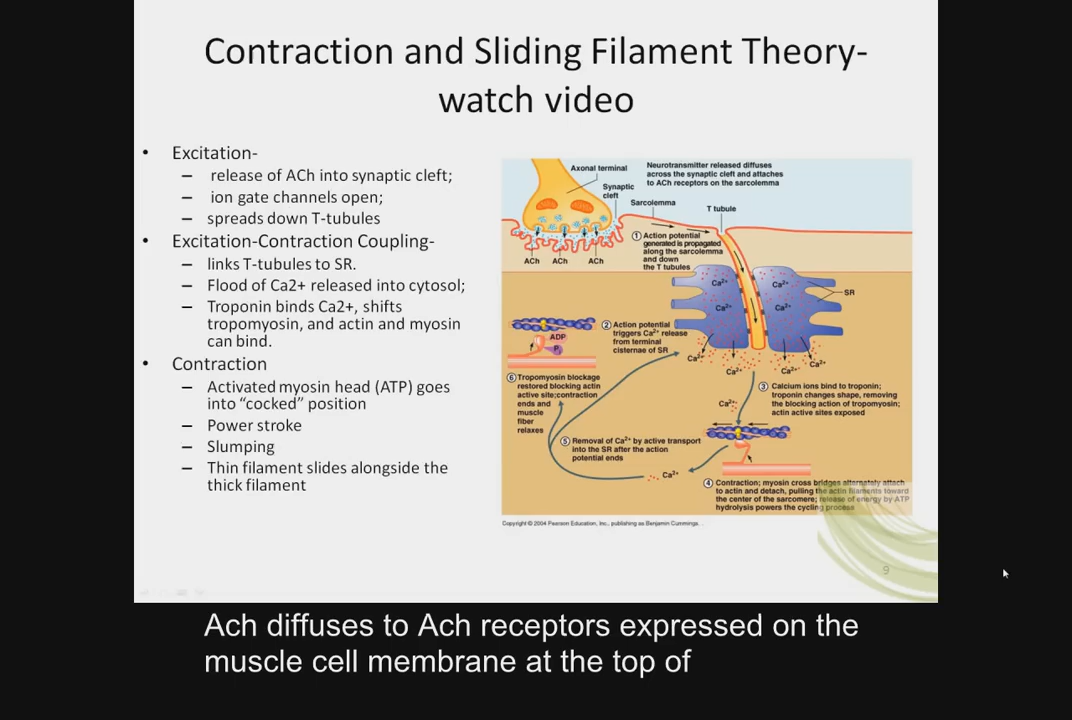 Contraction and Sliding Filament Theory-
watch video
• Excitation-
– release of ACh into synaptic cleft;
– ion gate channels open;
– spreads down T-tubules
• Excitation-Contraction Coupling-
– links T-tubules to SR.
– Flood of Ca2+ released into cytosol;
– Troponin binds Ca2+, shifts
tropomyosin, and actin and myosin
can bind.
• Contraction
– Activated myosin head (ATP) goes
into “cocked” position
– Power stroke
– Slumping
– Thin filament slides alongside the
thick filament
Axonal terminal
Synaptic
cleft
Neurotransmitter released diffuses
across the synaptic cleft and attaches
to ACh receptors on the sarcolemma
Sarcolemma
T tubule
ACh
ACh
ACh
① Action potential
generated is propagated
along the sarcolemma
and down
the T tubules
Ca²⁺
Ca²⁺
Ca²⁺
Ca²⁺
SR
② Action potential
triggers Ca²⁺ release
from terminal
cisternae of SR
Ca²⁺
Ca²⁺
Ca²⁺
Ca²⁺
ADP
P
③ Calcium ions bind to troponin;
troponin changes shape, removing
the blocking action of tropomyosin;
actin active sites exposed
Ca²⁺
④ Contraction; myosin cross bridges alternately attach
to actin and detach, pulling the actin filaments toward
the center of the sarcomere; release of energy by ATP
hydrolysis powers the cycling process
⑤ Removal of Ca²⁺ by active transport
into the SR after the action
potential ends
Ca²⁺
⑥ Tropomyosin blockage
restored blocking actin
active site;contraction
ends and
muscle
fiber
relaxes
Copyright © 2004 Pearson Education, Inc., publishing as Benjamin Cummings.
9
Ach diffuses to Ach receptors expressed on the
muscle cell membrane at the top of